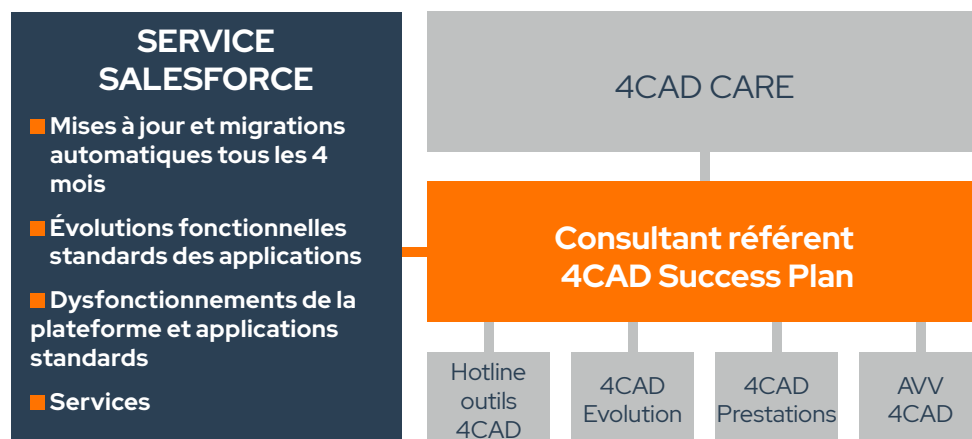 SERVICE
SALESFORCE
Mises à jour et migrations
automatiques tous les 4
mois
Évolutions fonctionnelles
standards des applications
Dysfonctionnements de la
plateforme et applications
standards
Services
4CAD CARE
Consultant référent
4CAD Success Plan
Hotline
outils
4CAD
4CAD
Evolution
4CAD
Prestations
AVV
4CAD